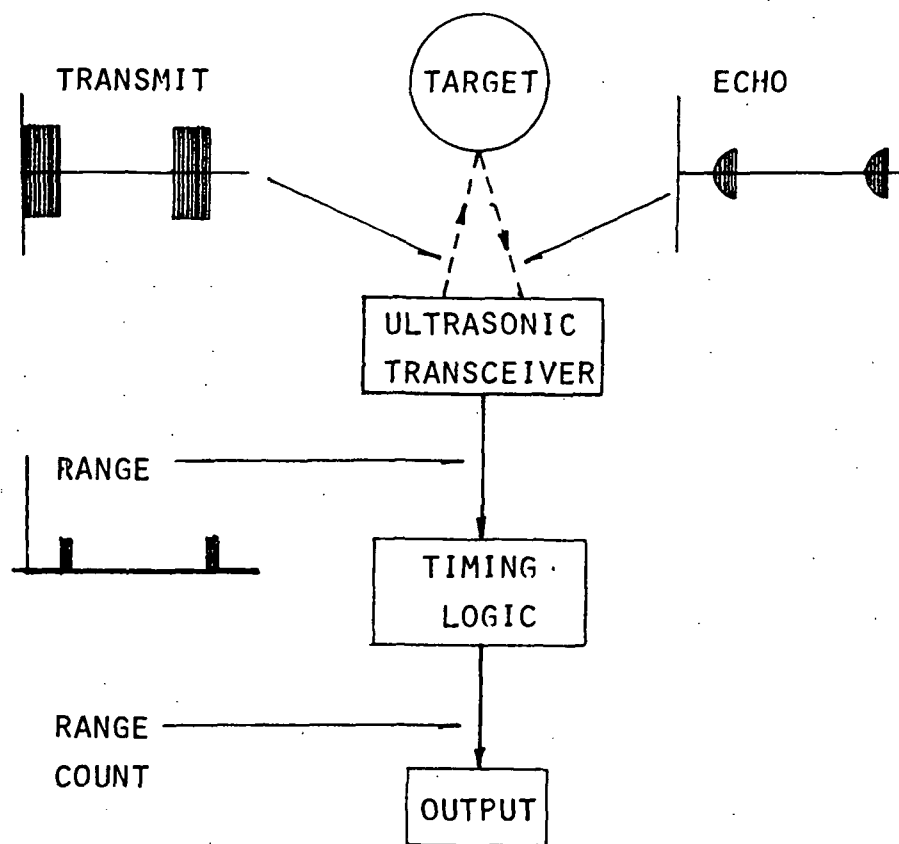 TRANSMIT
TARGET
ECHO
ULTRASONIC
TRANSCEIVER
RANGE
TIMING
LOGIC
RANGE
COUNT
OUTPUT